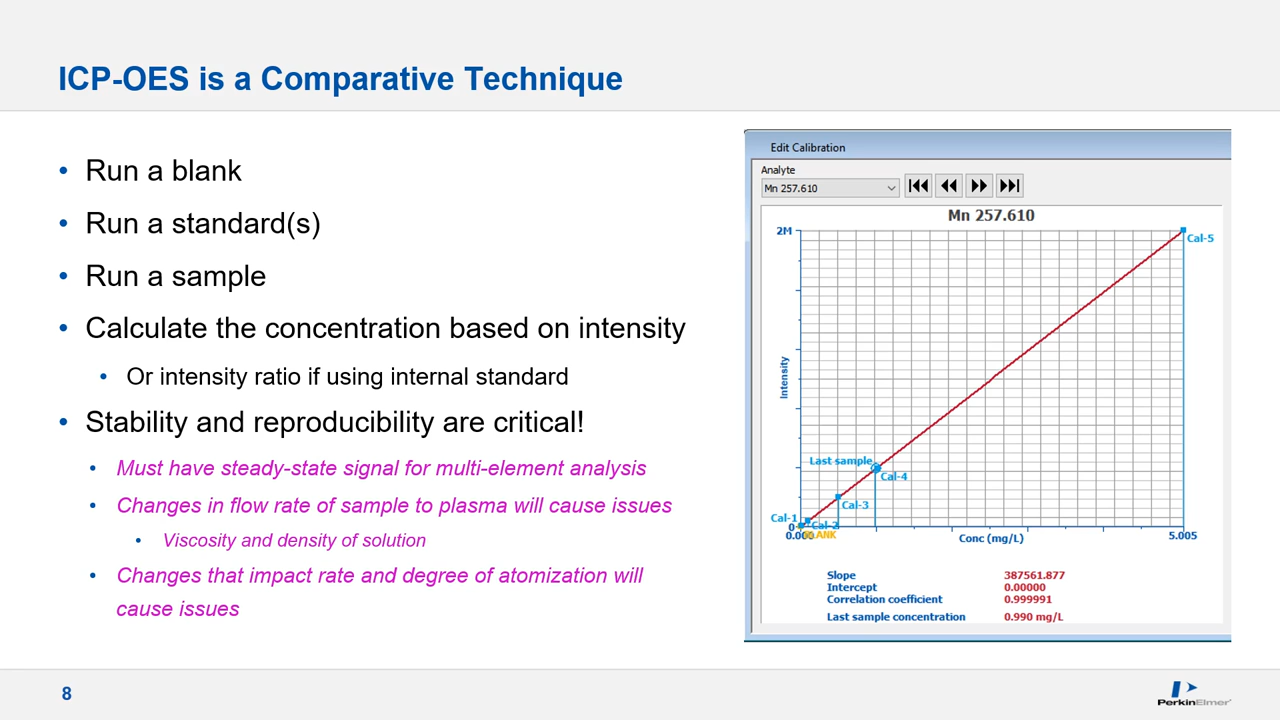 ICP-OES is a Comparative Technique
• Run a blank
• Run a standard(s)
• Run a sample
• Calculate the concentration based on intensity
• Or intensity ratio if using internal standard
• Stability and reproducibility are critical!
• Must have steady-state signal for multi-element analysis
• Changes in flow rate of sample to plasma will cause issues
• Viscosity and density of solution
• Changes that impact rate and degree of atomization will
cause issues
Edit Calibration
Analyte
Mn 257.610
Mn 257.610
2M
Cal-5
Intensity
Last sample
Cal-4
Cal-3
Cal-1
Cal-2
0
0.000
BLANK
Conc (mg/L)
5.005
Slope 387561.877
Intercept 0.00000
Correlation coefficient 0.999991
Last sample concentration 0.990 mg/L
8
PerkinElmer